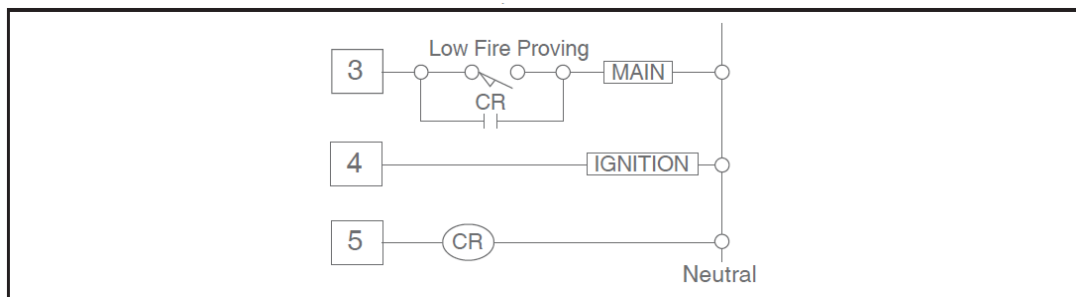 Low Fire Proving
3
MAIN
CR
4
IGNITION
5
CR
Neutral